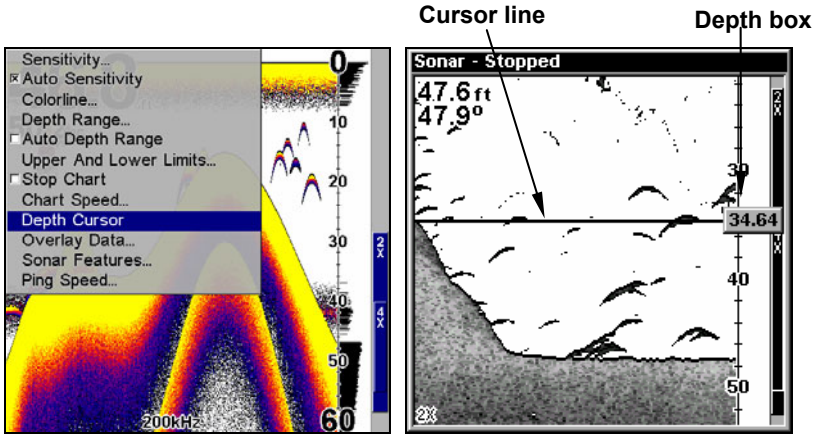 Cursor line
Depth box
Sensitivity...
Auto Sensitivity
Colorline...
Depth Range...
Auto Depth Range
Upper And Lower Limits...
Stop Chart
Chart Speed...
Depth Cursor
Overlay Data...
Sonar Features...
Ping Speed...
0
10
20
30
40
50
60
2X
4X
200kHz
Sonar - Stopped
47.6 ft
47.9º
30
34.64
40
50
2X
2X